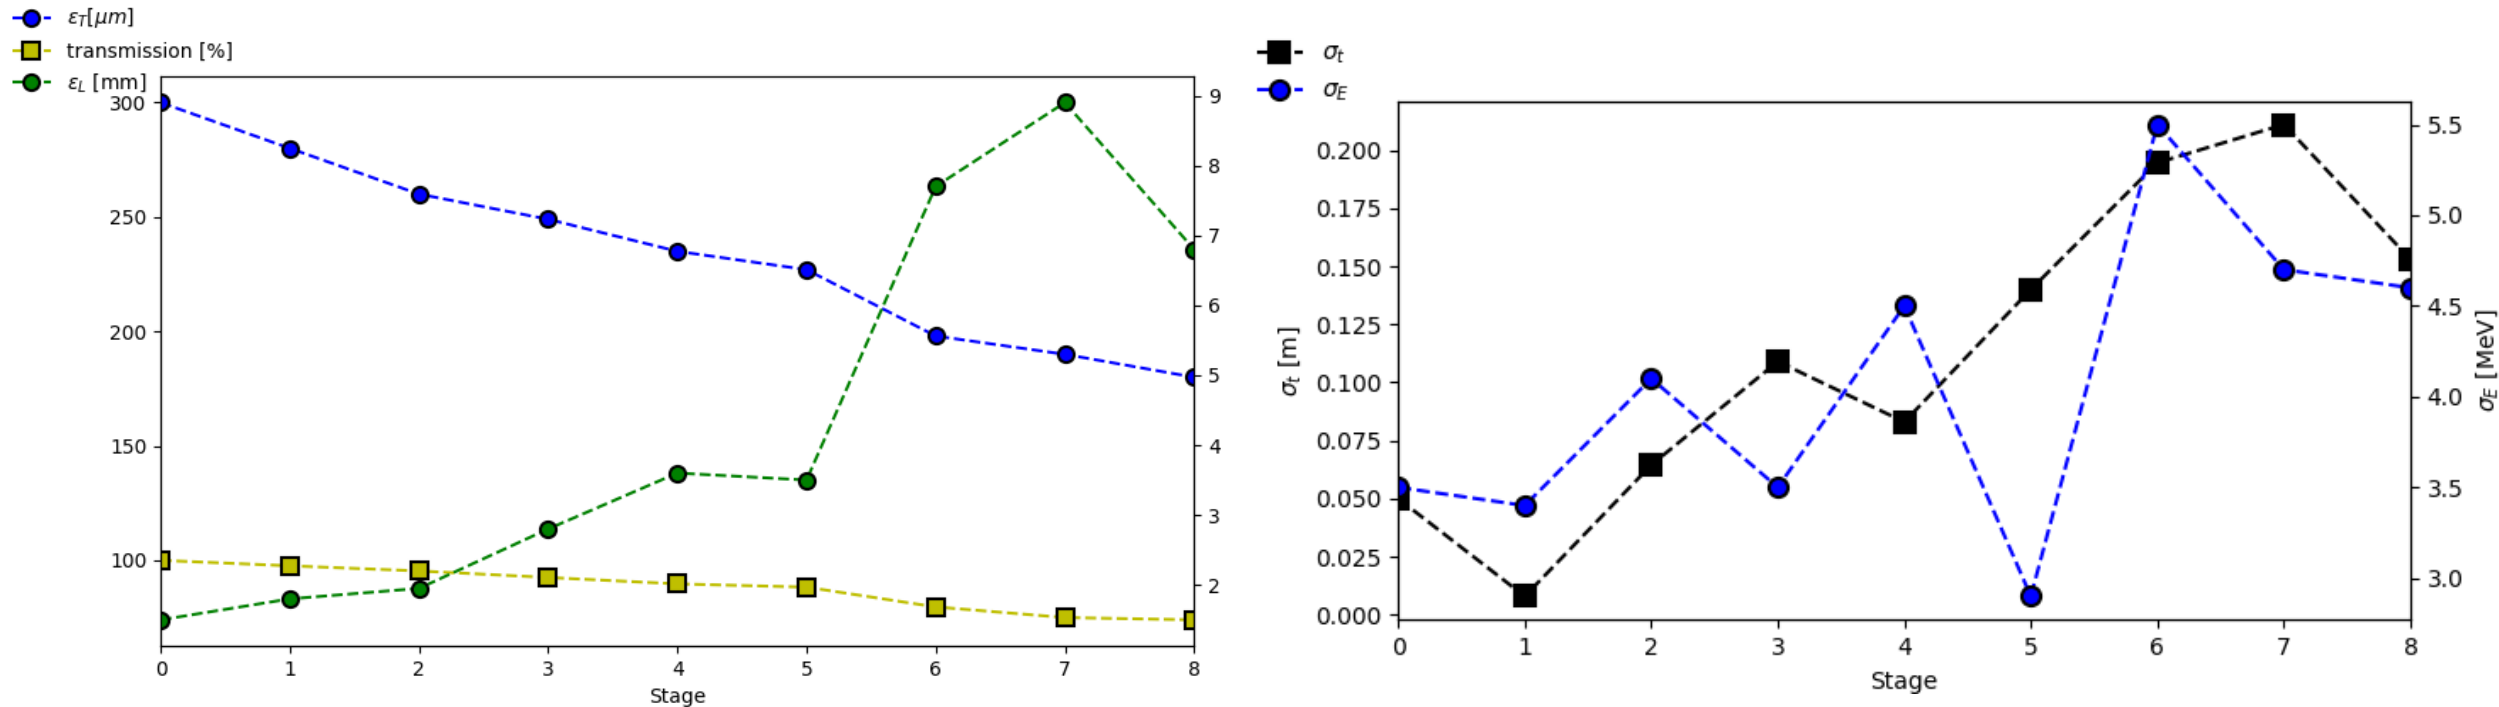 ε_T[μm]
transmission [%]
ε_L [mm]
300
250
200
150
100
9
8
7
6
5
4
3
2
0 1 2 3 4 5 6 7 8
Stage
σ_t
σ_E
σ_t [m]
0.200
0.175
0.150
0.125
0.100
0.075
0.050
0.025
0.000
5.5
5.0
4.5
4.0
3.5
3.0
σ_E [MeV]
0 1 2 3 4 5 6 7 8
Stage